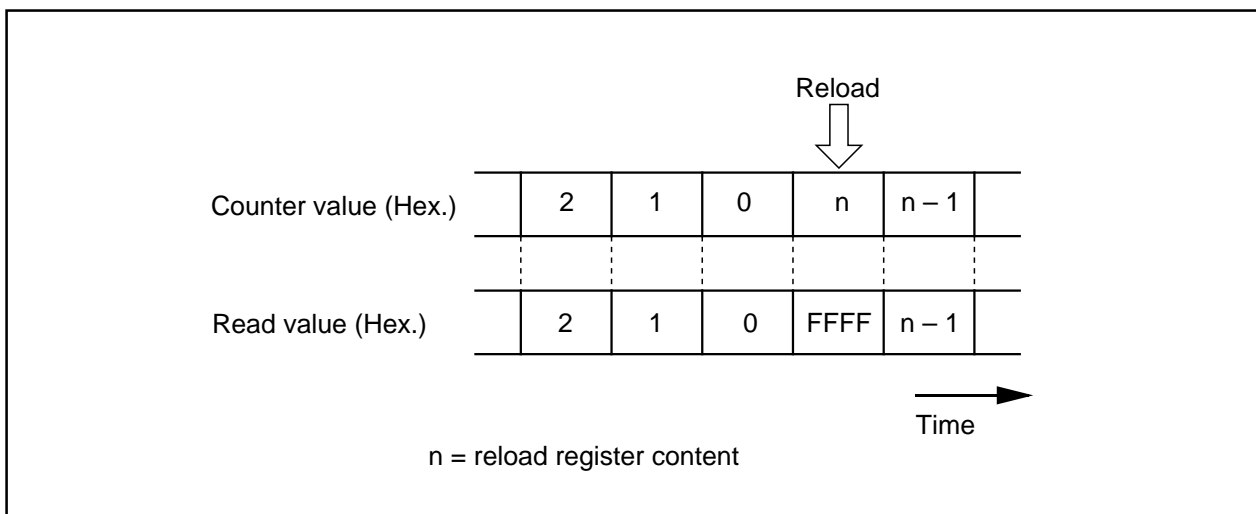 Reload
Counter value (Hex.) 2 1 0 n n – 1
Read value (Hex.) 2 1 0 FFFF n – 1
Time
n = reload register content